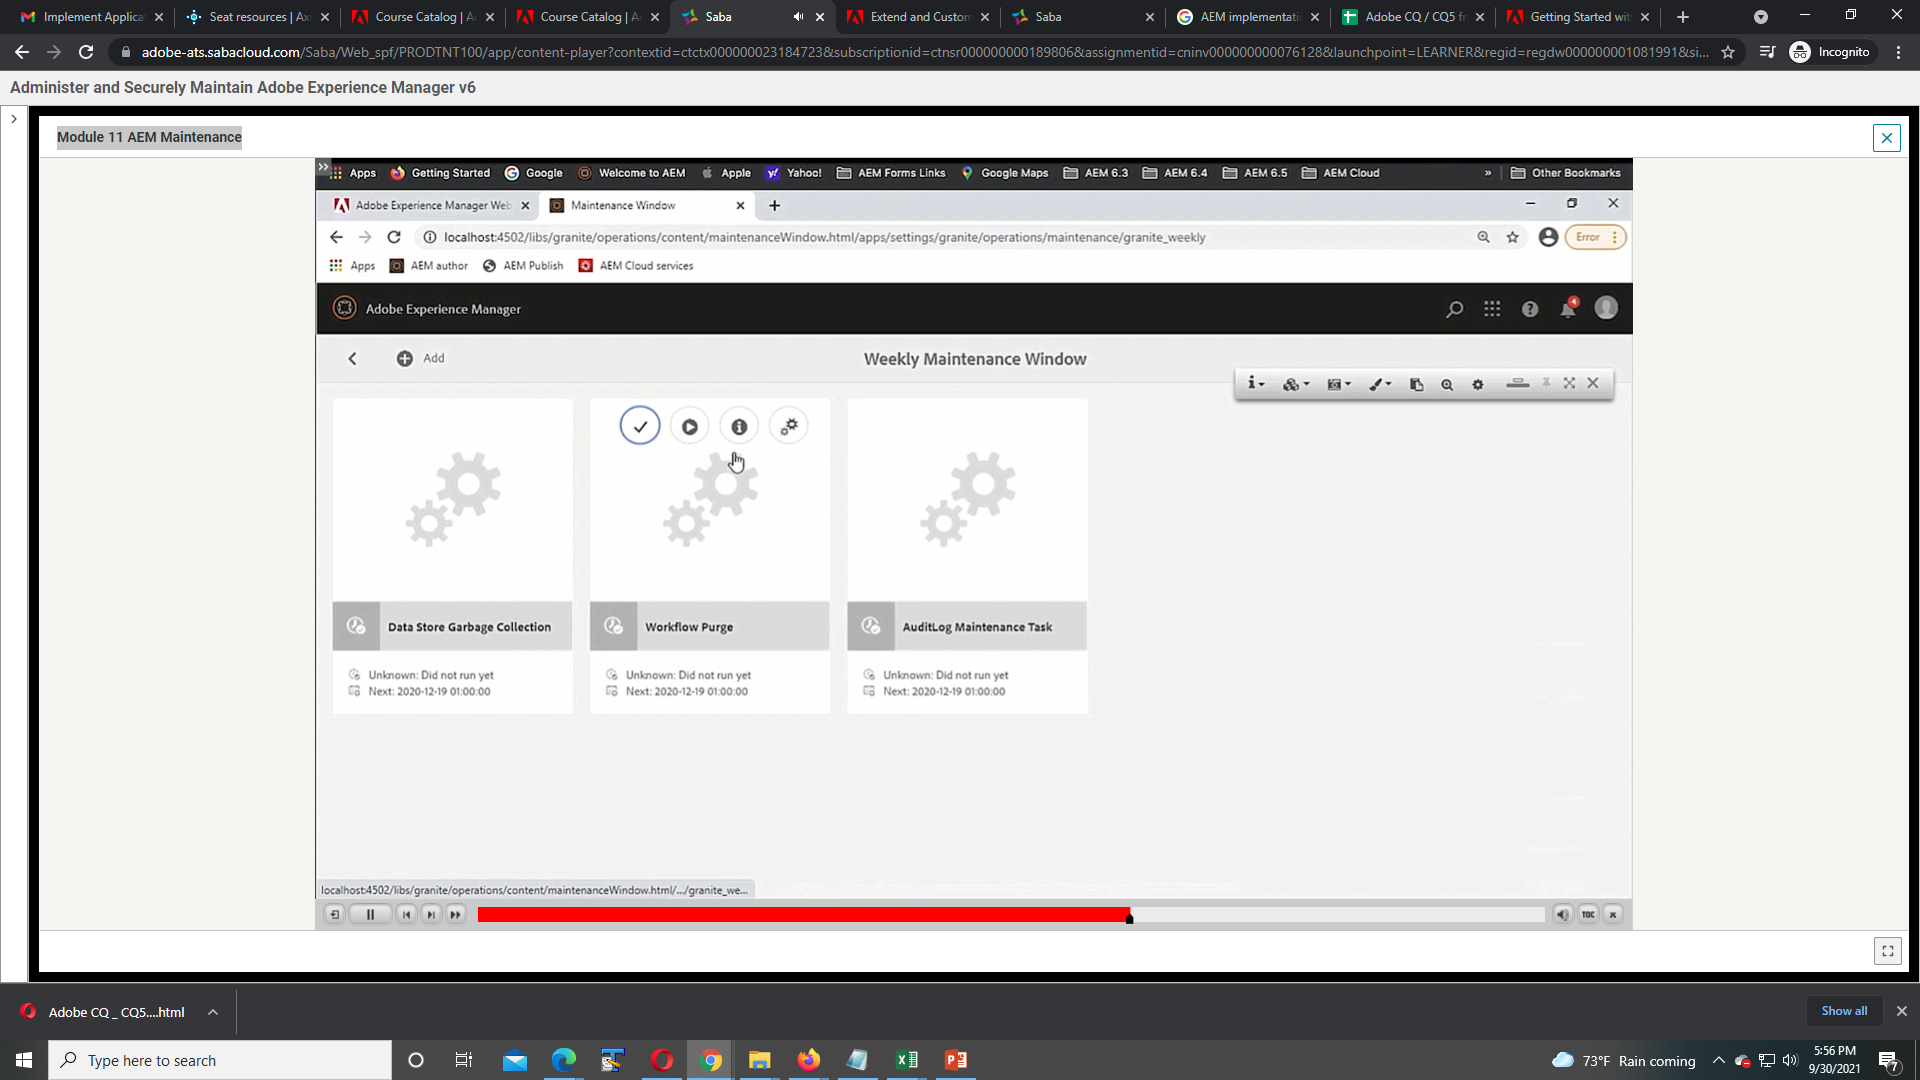 Implement Applica
Seat resources | Ax
Course Catalog | A
Course Catalog | A
Saba
Extend and Custom
Saba
AEM implementati
Adobe CQ / CQ5 f
Getting Started wit
adobe-ats.sabacloud.com/Saba/Web_spf/PRODTNT100/app/content-player?contextid=ctctx000000023184723&subscriptionid=ctnsr0000000000189806&assignmentid=cninv000000000076128&launchpoint=LEARNER&regid=regdw000000001081991&si...
Incognito
Administer and Securely Maintain Adobe Experience Manager v6
Module 11 AEM Maintenance
Apps
Getting Started
Google
Welcome to AEM
Apple
Yahoo!
AEM Forms Links
Google Maps
AEM 6.3
AEM 6.4
AEM 6.5
AEM Cloud
»
Other Bookmarks
Adobe Experience Manager Web
Maintenance Window
localhost:4502/libs/granite/operations/content/maintenanceWindow.html/apps/settings/granite/operations/maintenance/granite_weekly
Error
Apps
AEM author
AEM Publish
AEM Cloud services
Adobe Experience Manager
4
Add
Weekly Maintenance Window
Data Store Garbage Collection
Unknown: Did not run yet
Next: 2020-12-19 01:00:00
Workflow Purge
Unknown: Did not run yet
Next: 2020-12-19 01:00:00
AuditLog Maintenance Task
Unknown: Did not run yet
Next: 2020-12-19 01:00:00
localhost:4502/libs/granite/operations/content/maintenanceWindow.html/.../granite_we...
TOC
Adobe CQ _ CQ5....html
Show all
Type here to search
73°F Rain coming
5:56 PM
9/30/2021
7